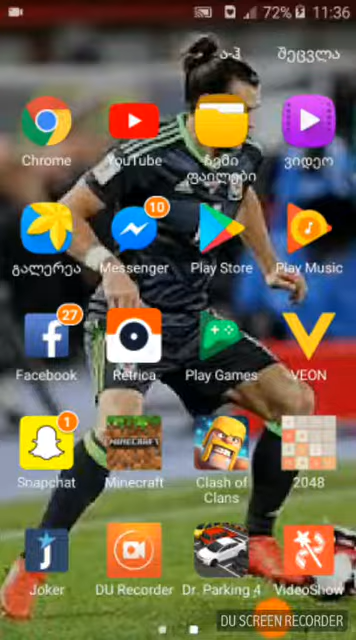 72% 11:36
ა-ჰ შეცვლა
Chrome YouTube ჩემი ფაილები ვიდეო
10
გალერეა Messenger Play Store Play Music
27
Facebook Retrica Play Games VEON
1
MINECRAFT
Snapchat Minecraft Clash of Clans 2048
Joker DU Recorder Dr. Parking 4 VideoShow
DU SCREEN RECORDER